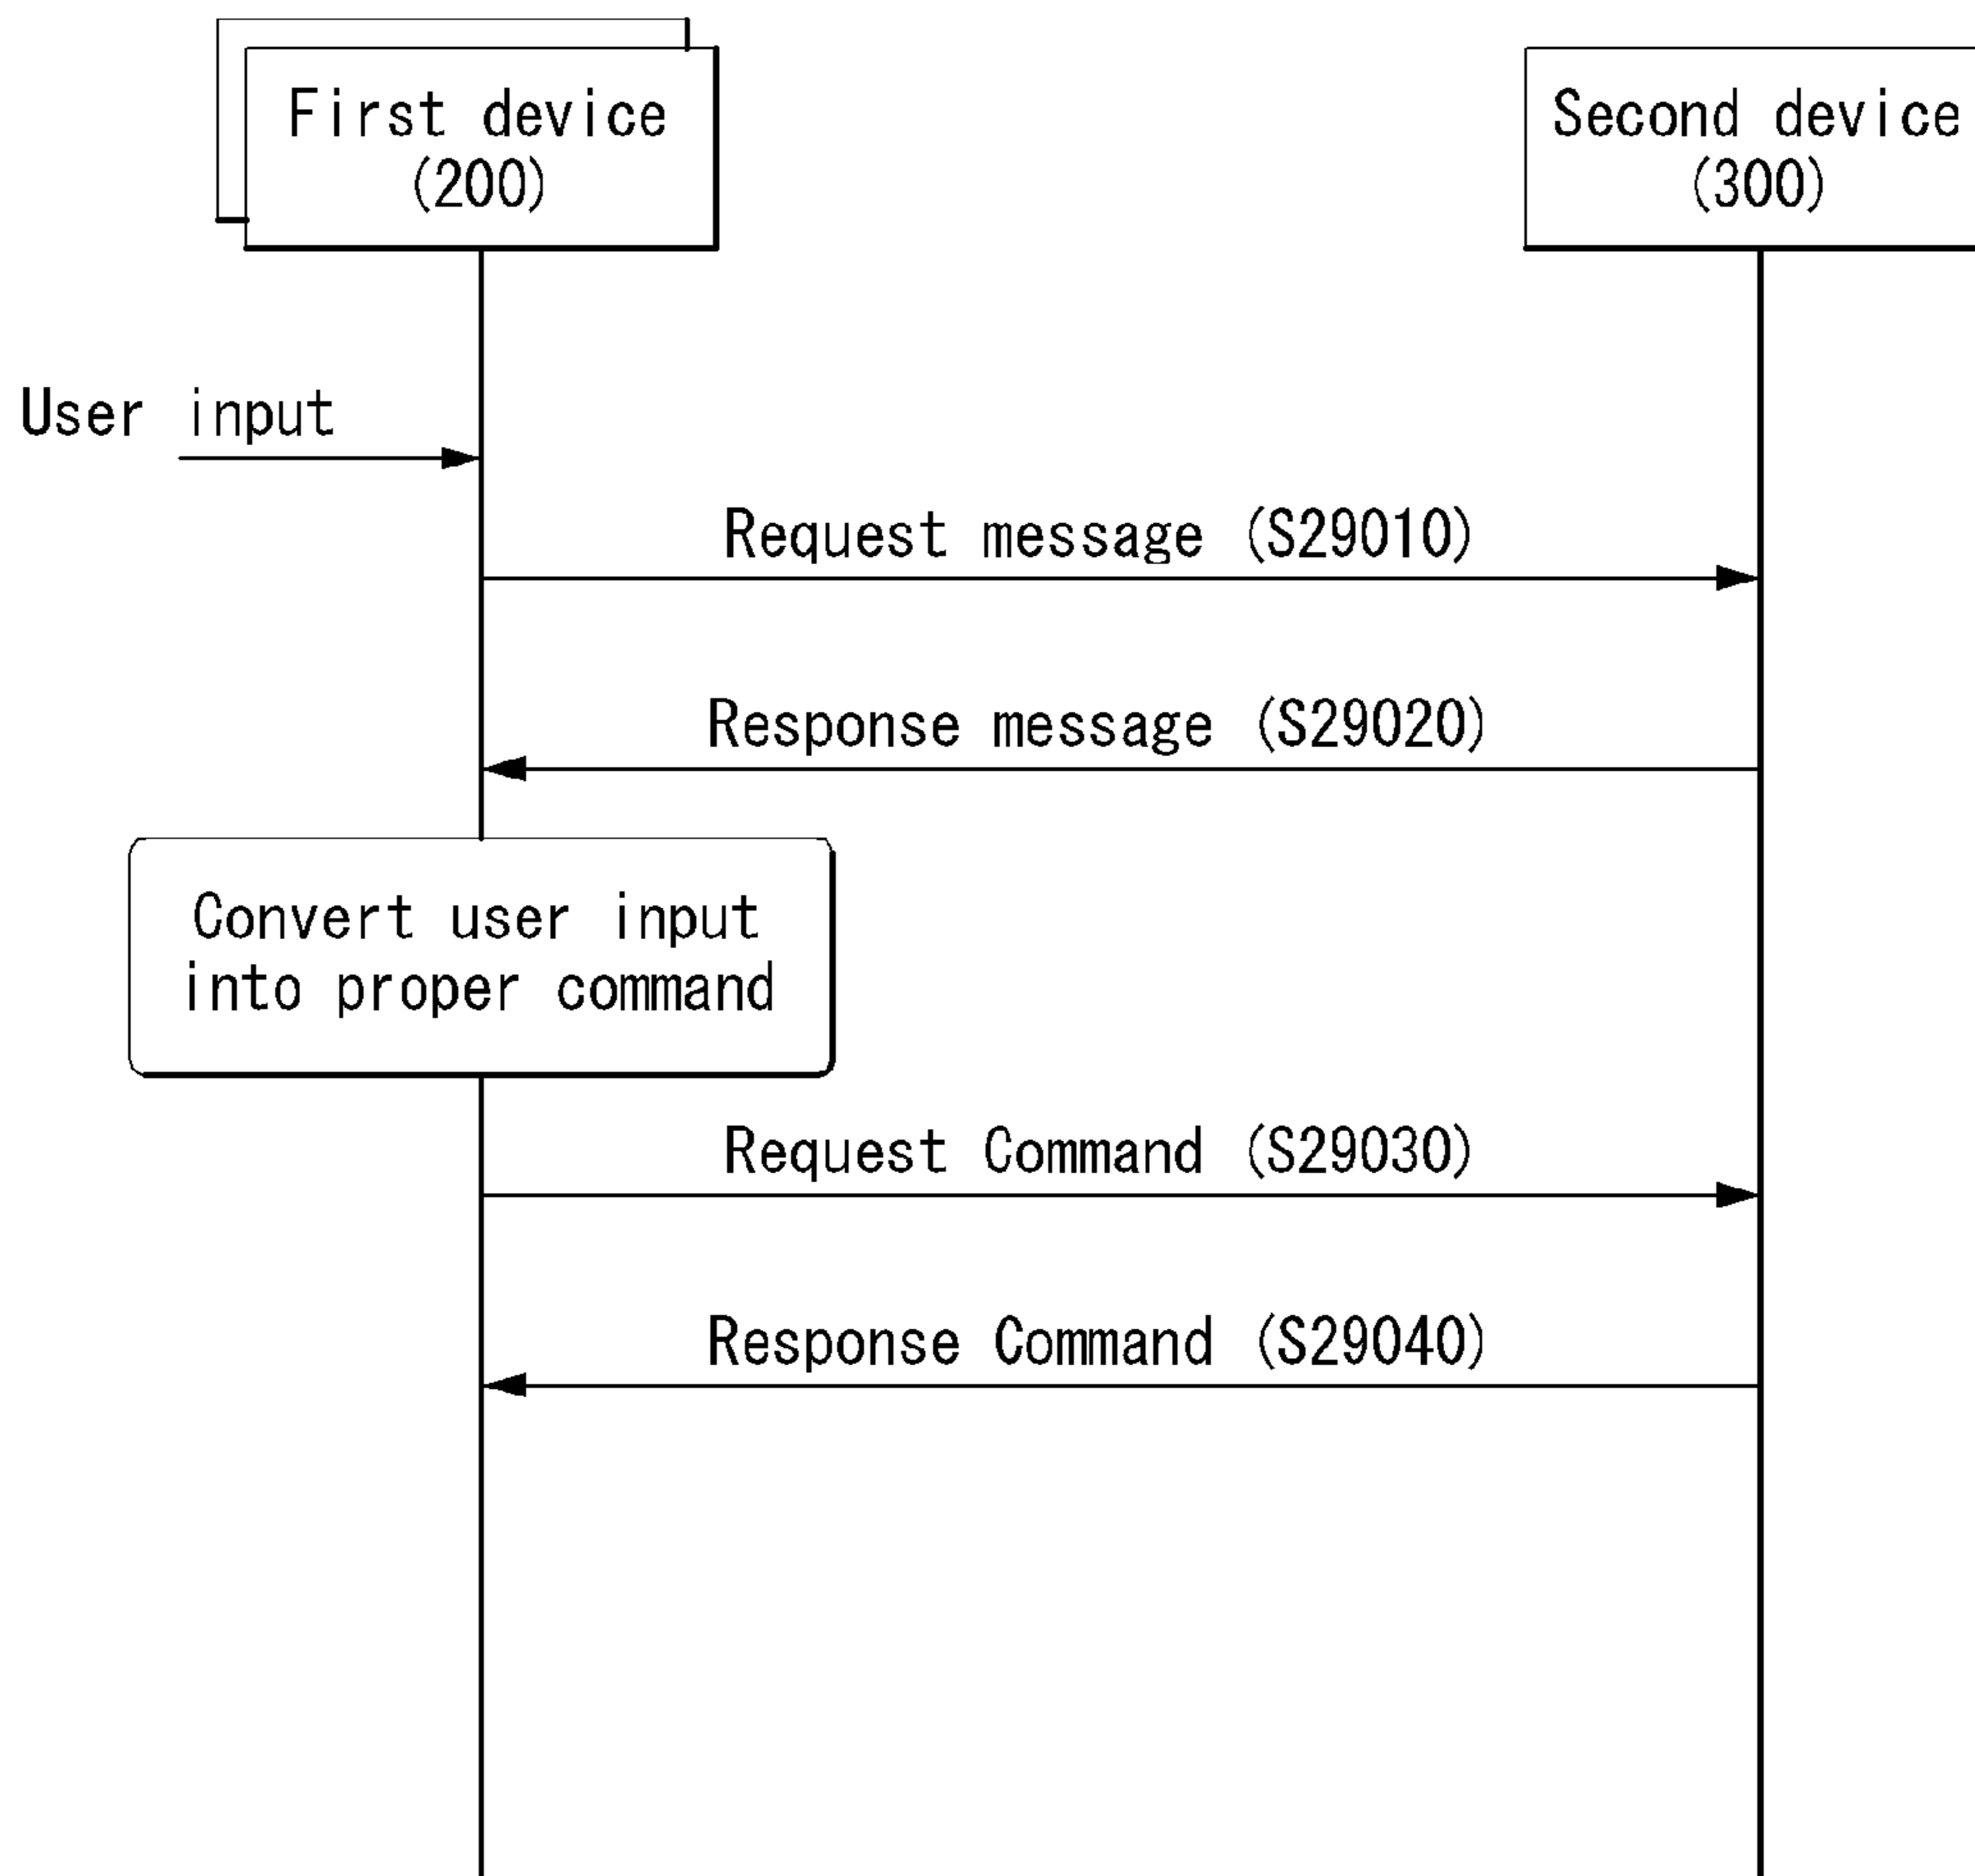 First device
(200)
Second device
(300)
User input
Request message (S29010)
Response message (S29020)
Convert user input
into proper command
Request Command (S29030)
Response Command (S29040)